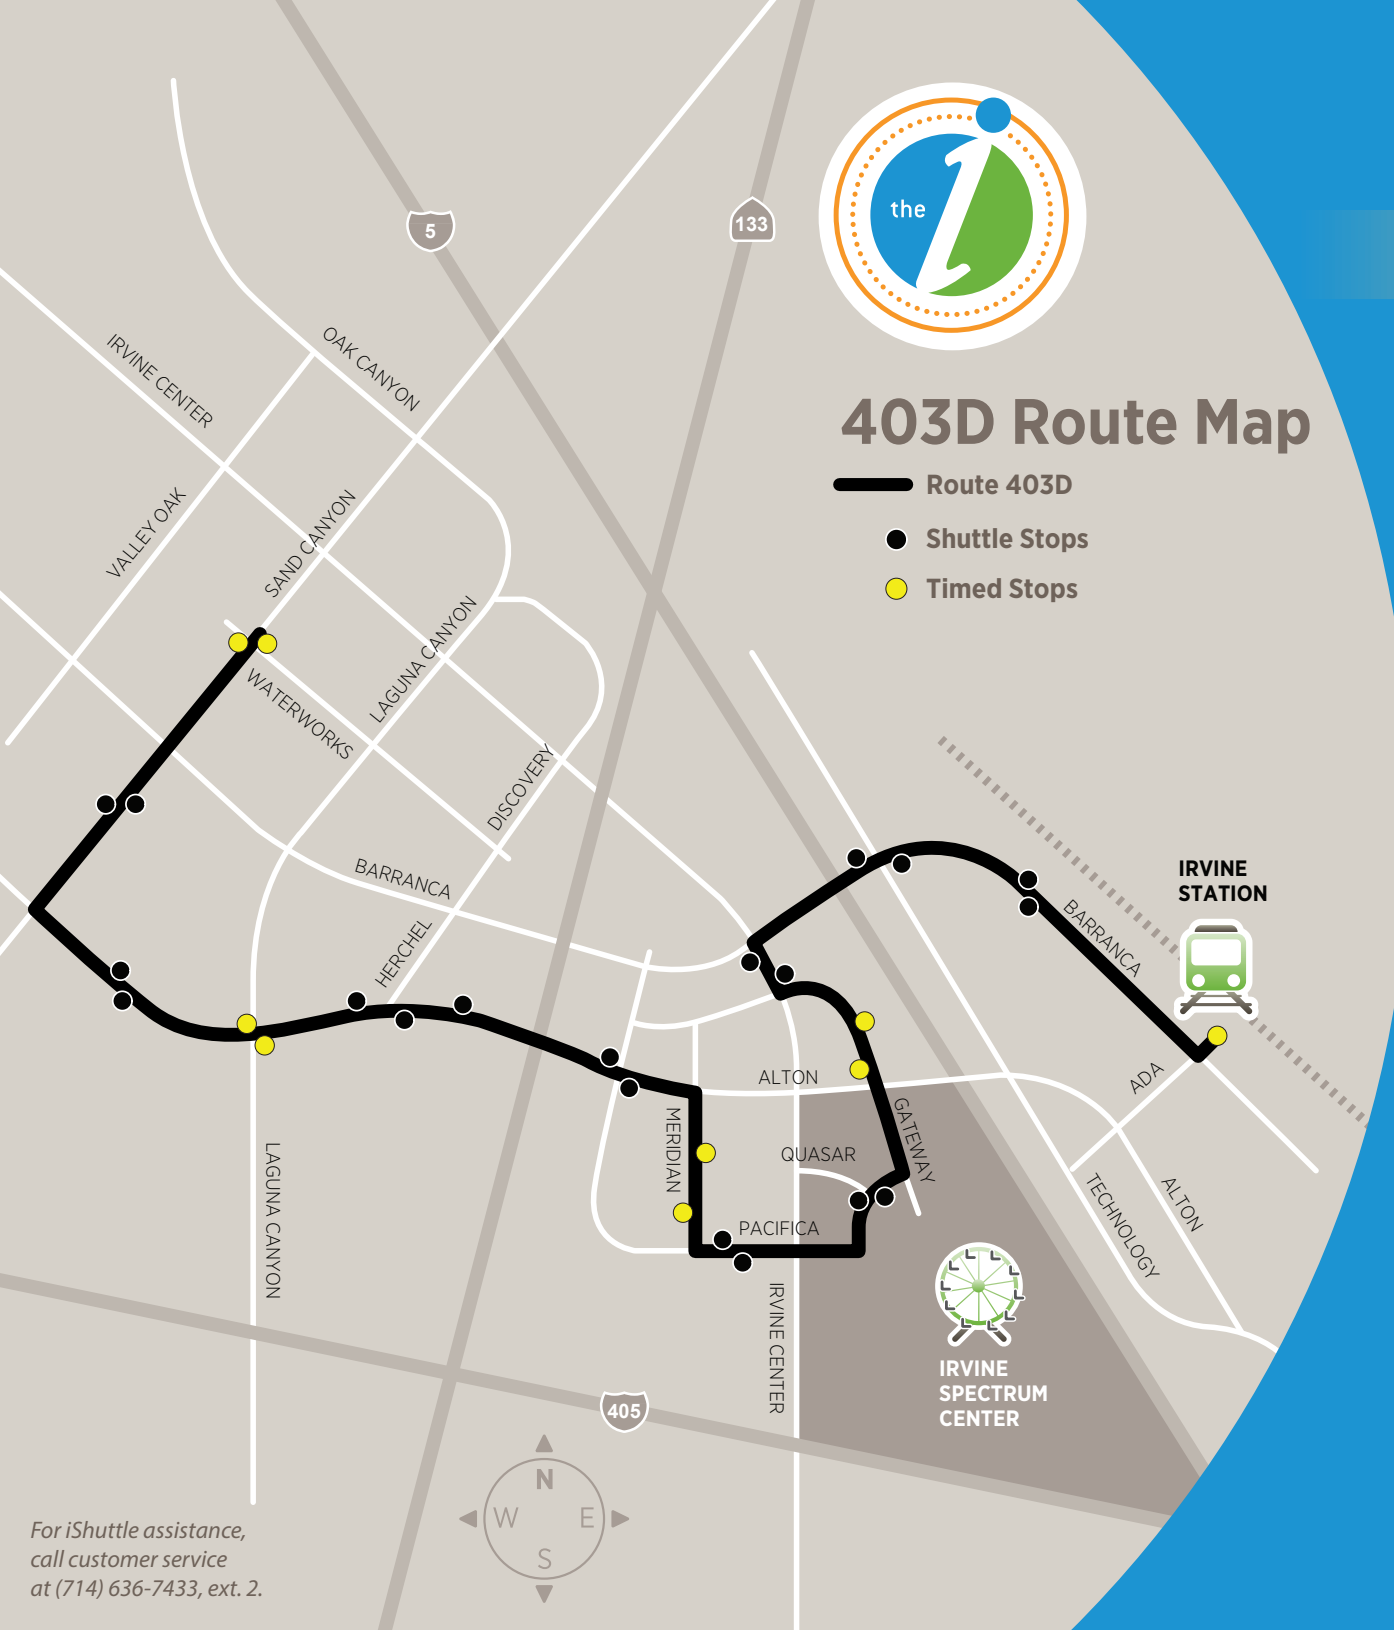 5
133
the
i
403D Route Map
Route 403D
Shuttle Stops
Timed Stops
OAK CANYON
IRVINE CENTER
VALLEY OAK
SAND CANYON
LAGUNA CANYON
WATERWORKS
DISCOVERY
BARRANCA
HERCHEL
IRVINE
STATION
BARRANCA
ADA
ALTON
GATEWAY
MERIDIAN
QUASAR
PACIFICA
LAGUNA CANYON
TECHNOLOGY
ALTON
IRVINE CENTER
IRVINE
SPECTRUM
CENTER
405
N
W E
S
For iShuttle assistance,
call customer service
at (714) 636-7433, ext. 2.